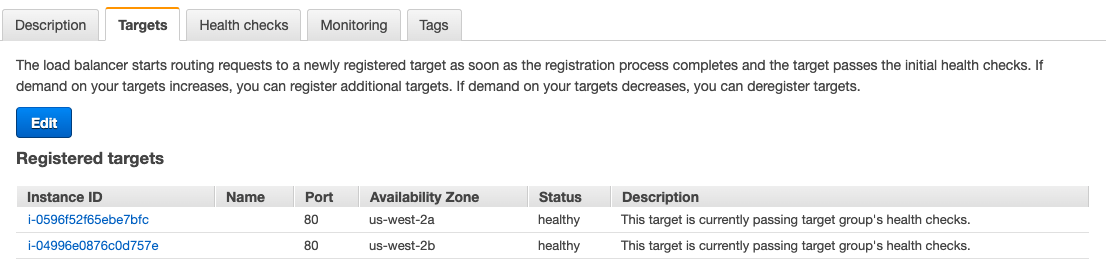 Description Targets Health checks Monitoring Tags
The load balancer starts routing requests to a newly registered target as soon as the registration process completes and the target passes the initial health checks. If
demand on your targets increases, you can register additional targets. If demand on your targets decreases, you can deregister targets.
Edit
Registered targets
Instance ID Name Port Availability Zone Status Description
i-0596f52f65ebe7bfc 80 us-west-2a healthy This target is currently passing target group's health checks.
i-04996e0876c0d757e 80 us-west-2b healthy This target is currently passing target group's health checks.